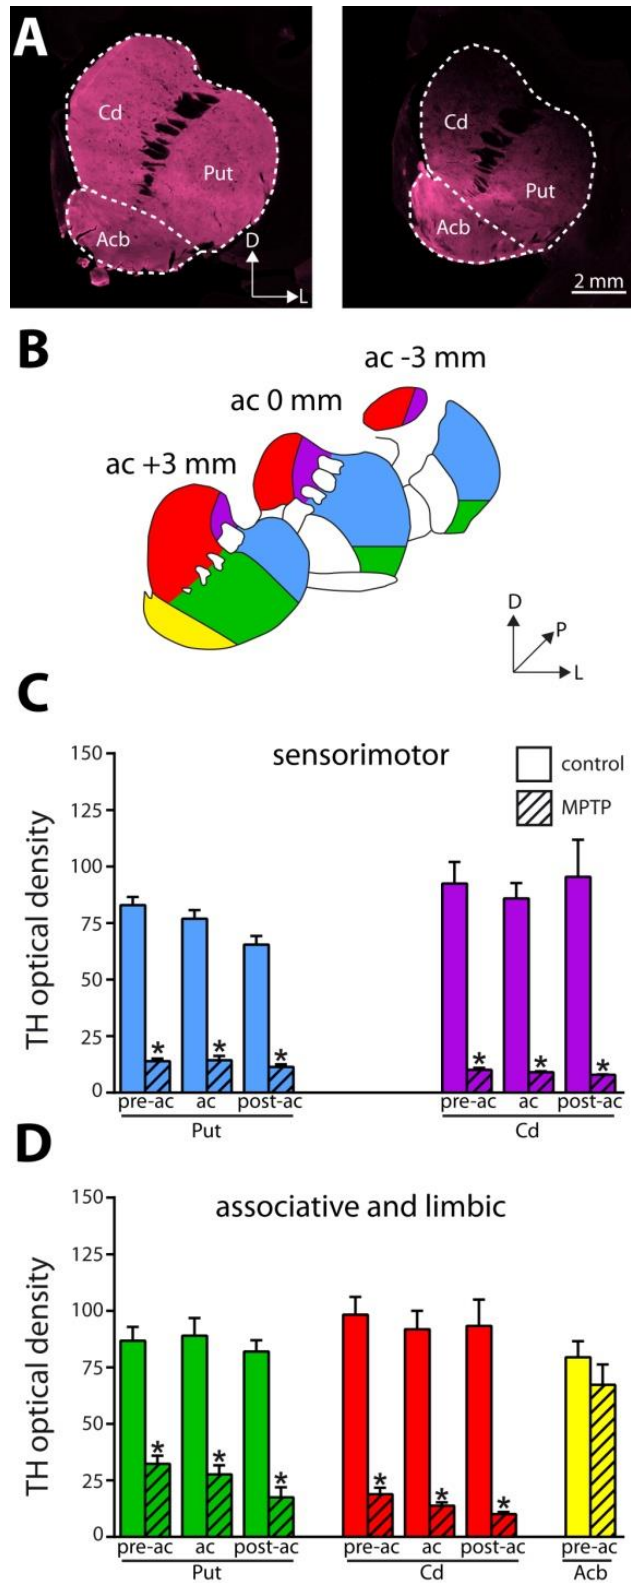 A
Cd
Put
Acb
D
L
Cd
Put
Acb
2 mm
B
ac -3 mm
ac 0 mm
ac +3 mm
D
P
L
C
sensorimotor
control
MPTP
TH optical density
150
100
75
50
25
0
* * * * * *
pre-ac ac post-ac pre-ac ac post-ac
Put Cd
D
associative and limbic
TH optical density
150
125
100
75
50
25
0
* * * * * *
pre-ac ac post-ac pre-ac ac post-ac pre-ac
Put Cd Acb